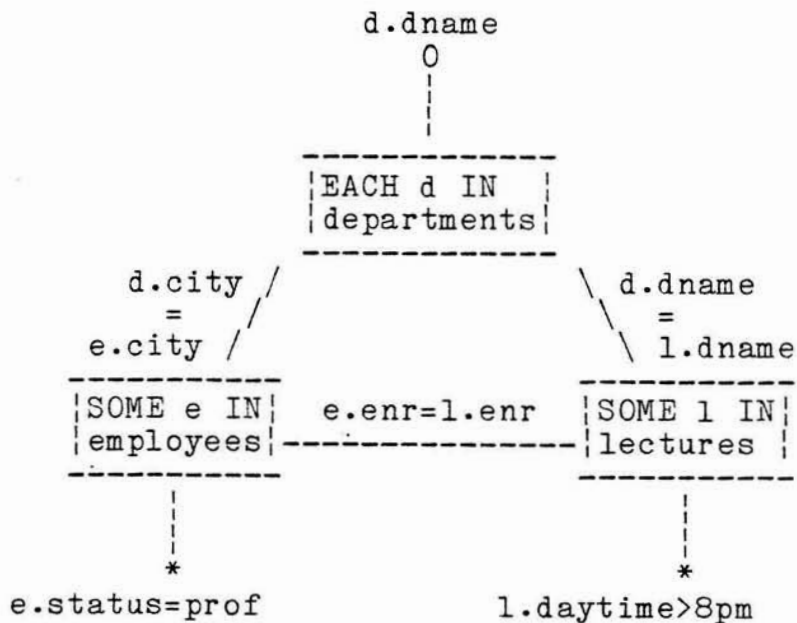 d.dname
O
EACH d IN
departments
d.city
=
e.city
d.dname
=
l.dname
SOME e IN
employees
e.enr=l.enr
SOME l IN
lectures
*
e.status=prof
*
l.daytime>8pm